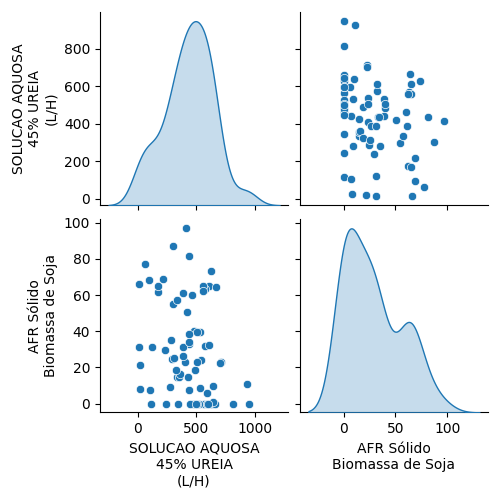 SOLUCAO AQUOSA
45% UREIA
(L/H)
800
600
400
200
0
AFR Sólido
Biomassa de Soja
100
80
60
40
20
0
0
500
1000
SOLUCAO AQUOSA
45% UREIA
(L/H)
0
50
100
AFR Sólido
Biomassa de Soja